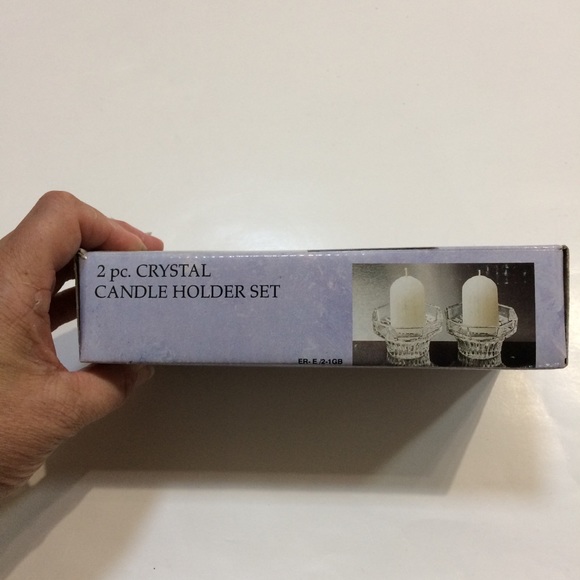 2 pc. CRYSTAL
CANDLE HOLDER SET
ER- E./2-1GB